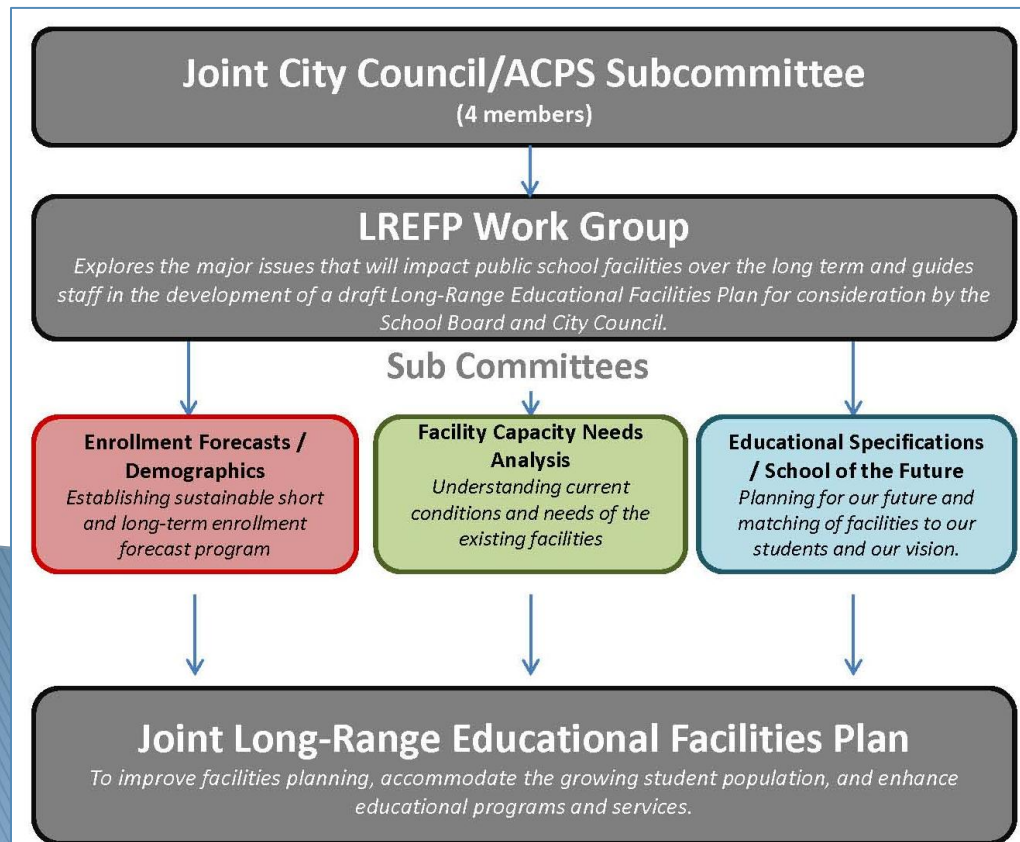 Joint City Council/ACPS Subcommittee
(4 members)
LREFP Work Group
Explores the major issues that will impact public school facilities over the long term and guides
staff in the development of a draft Long-Range Educational Facilities Plan for consideration by the
School Board and City Council.
Sub Committees
Enrollment Forecasts /
Demographics
Establishing sustainable short
and long-term enrollment
forecast program
Facility Capacity Needs
Analysis
Understanding current
conditions and needs of the
existing facilities
Educational Specifications
/ School of the Future
Planning for our future and
matching of facilities to our
students and our vision.
Joint Long-Range Educational Facilities Plan
To improve facilities planning, accommodate the growing student population, and enhance
educational programs and services.